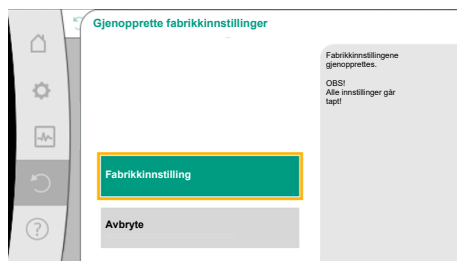 Gjenopprette fabrikkinnstillinger
Fabrikkinnstillingene
gjenopprettes.
OBS!
Alle innstillinger går
tapt!
Fabrikkinnstilling
Avbryte
?